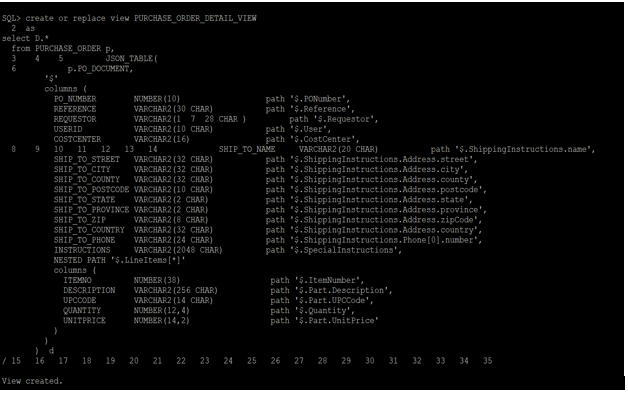 SQL> create or replace view PURCHASE_ORDER_DETAIL_VIEW
2 as
select D.*
from PURCHASE_ORDER p,
3 4 5 JSON_TABLE(
6 p.PO_DOCUMENT,
'$'
columns (
PO_NUMBER NUMBER(10) path '$.PONumber',
REFERENCE VARCHAR2(30 CHAR) path '$.Reference',
REQUESTOR VARCHAR2(1 7 28 CHAR ) path '$.Requestor',
USERID VARCHAR2(10 CHAR) path '$.User',
COSTCENTER VARCHAR2(16) path '$.CostCenter',
8 9 10 11 12 13 14 SHIP_TO_NAME VARCHAR2(20 CHAR) path '$.ShippingInstructions.name',
SHIP_TO_STREET VARCHAR2(32 CHAR) path '$.ShippingInstructions.Address.street',
SHIP_TO_CITY VARCHAR2(32 CHAR) path '$.ShippingInstructions.Address.city',
SHIP_TO_COUNTY VARCHAR2(32 CHAR) path '$.ShippingInstructions.Address.county',
SHIP_TO_POSTCODE VARCHAR2(10 CHAR) path '$.ShippingInstructions.Address.postcode',
SHIP_TO_STATE VARCHAR2(2 CHAR) path '$.ShippingInstructions.Address.state',
SHIP_TO_PROVINCE VARCHAR2(2 CHAR) path '$.ShippingInstructions.Address.province',
SHIP_TO_ZIP VARCHAR2(8 CHAR) path '$.ShippingInstructions.Address.zipCode',
SHIP_TO_COUNTRY VARCHAR2(32 CHAR) path '$.ShippingInstructions.Address.country',
SHIP_TO_PHONE VARCHAR2(24 CHAR) path '$.ShippingInstructions.Phone[0].number',
INSTRUCTIONS VARCHAR2(2048 CHAR) path '$.SpecialInstructions',
NESTED PATH '$.LineItems[*]'
columns (
ITEMNO NUMBER(38) path '$.ItemNumber',
DESCRIPTION VARCHAR2(256 CHAR) path '$.Part.Description',
UPCCODE VARCHAR2(14 CHAR) path '$.Part.UPCCode',
QUANTITY NUMBER(12,4) path '$.Quantity',
UNITPRICE NUMBER(14,2) path '$.Part.UnitPrice'
)
)
) d
/ 15 16 17 18 19 20 21 22 23 24 25 26 27 28 29 30 31 32 33 34 35
View created.